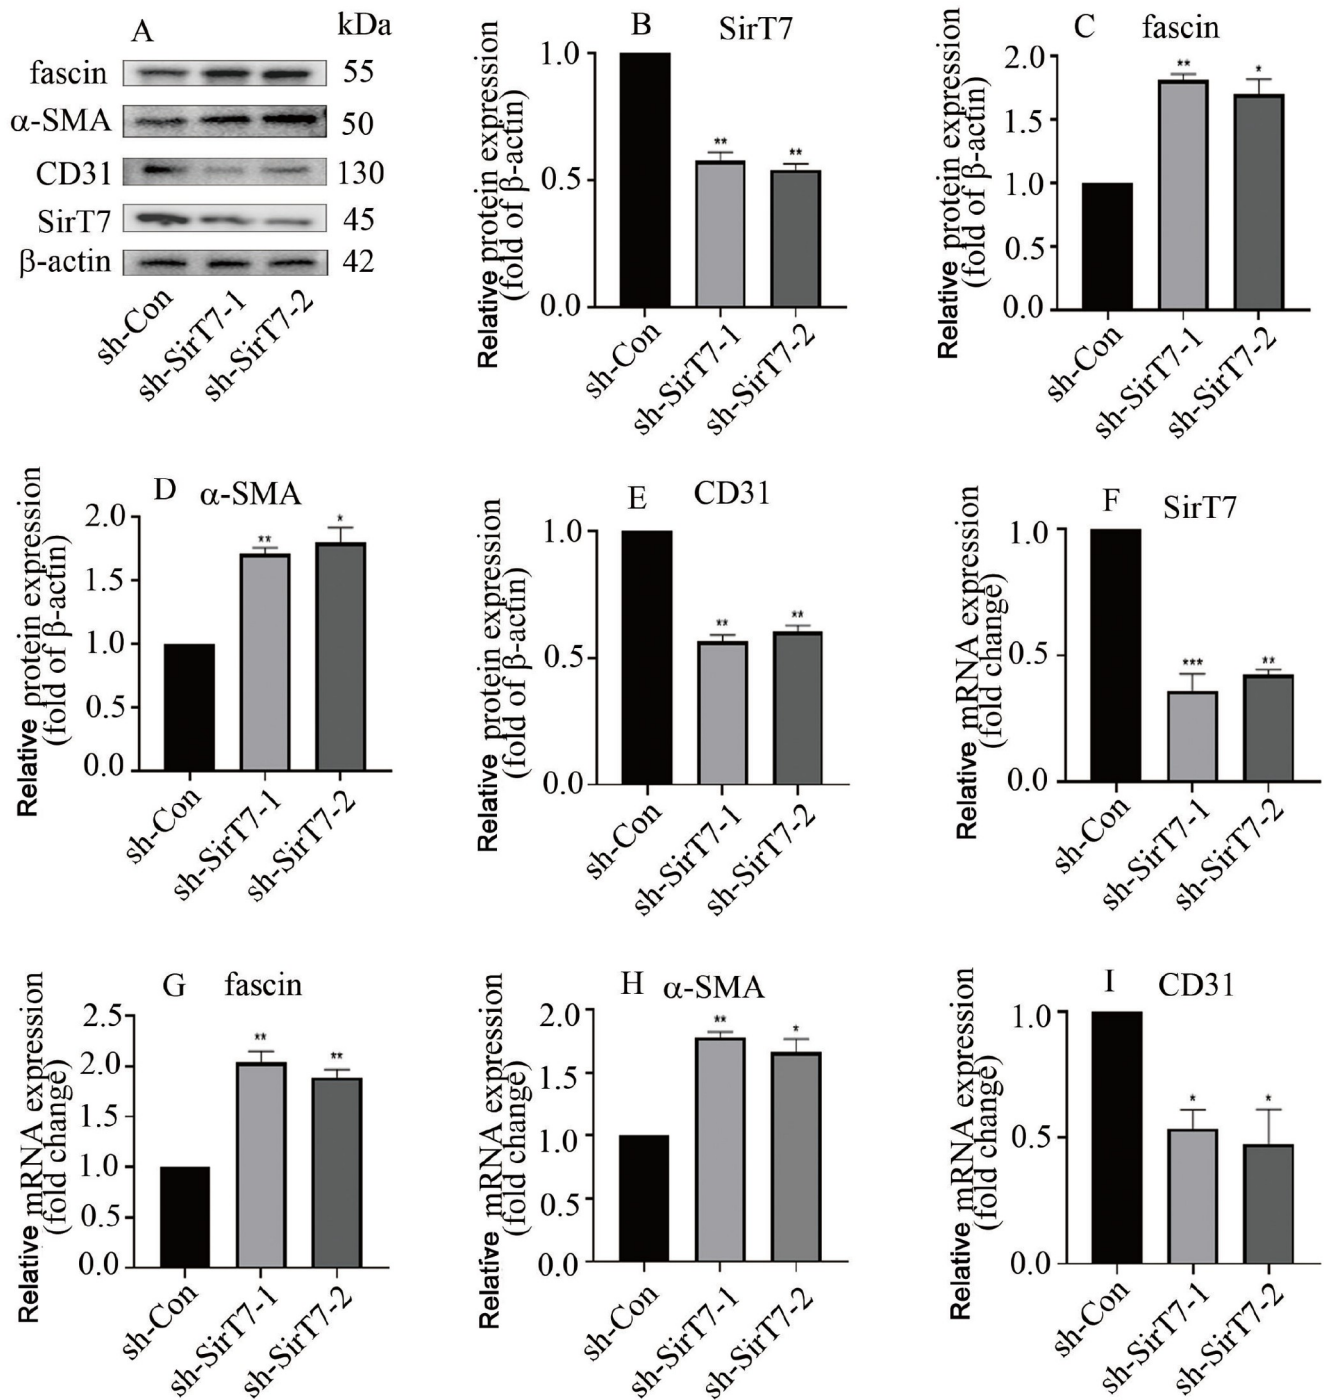 A
kDa
fascin 55
α-SMA 50
CD31 130
SirT7 45
β-actin 42
sh-Con
sh-SirT7-1
sh-SirT7-2
B SirT7
Relative protein expression
(fold of β-actin)
1.0
0.5
0.0
**
**
sh-Con
sh-SirT7-1
sh-SirT7-2
C fascin
Relative protein expression
(fold of β-actin)
2.0
1.5
1.0
0.5
0.0
**
*
sh-Con
sh-SirT7-1
sh-SirT7-2
D α-SMA
Relative protein expression
(fold of β-actin)
2.0
1.5
1.0
0.5
0.0
**
*
sh-Con
sh-SirT7-1
sh-SirT7-2
E CD31
Relative protein expression
(fold of β-actin)
1.0
0.5
0.0
**
**
sh-Con
sh-SirT7-1
sh-SirT7-2
F SirT7
Relative mRNA expression
(fold change)
1.0
0.5
0.0
***
**
sh-Con
sh-SirT7-1
sh-SirT7-2
G fascin
Relative mRNA expression
(fold change)
2.5
2.0
1.5
1.0
0.5
0.0
**
**
sh-Con
sh-SirT7-1
sh-SirT7-2
H α-SMA
Relative mRNA expression
(fold change)
2.0
1.5
1.0
0.5
0.0
**
*
sh-Con
sh-SirT7-1
sh-SirT7-2
I CD31
Relative mRNA expression
(fold change)
1.0
0.5
0.0
*
*
sh-Con
sh-SirT7-1
sh-SirT7-2